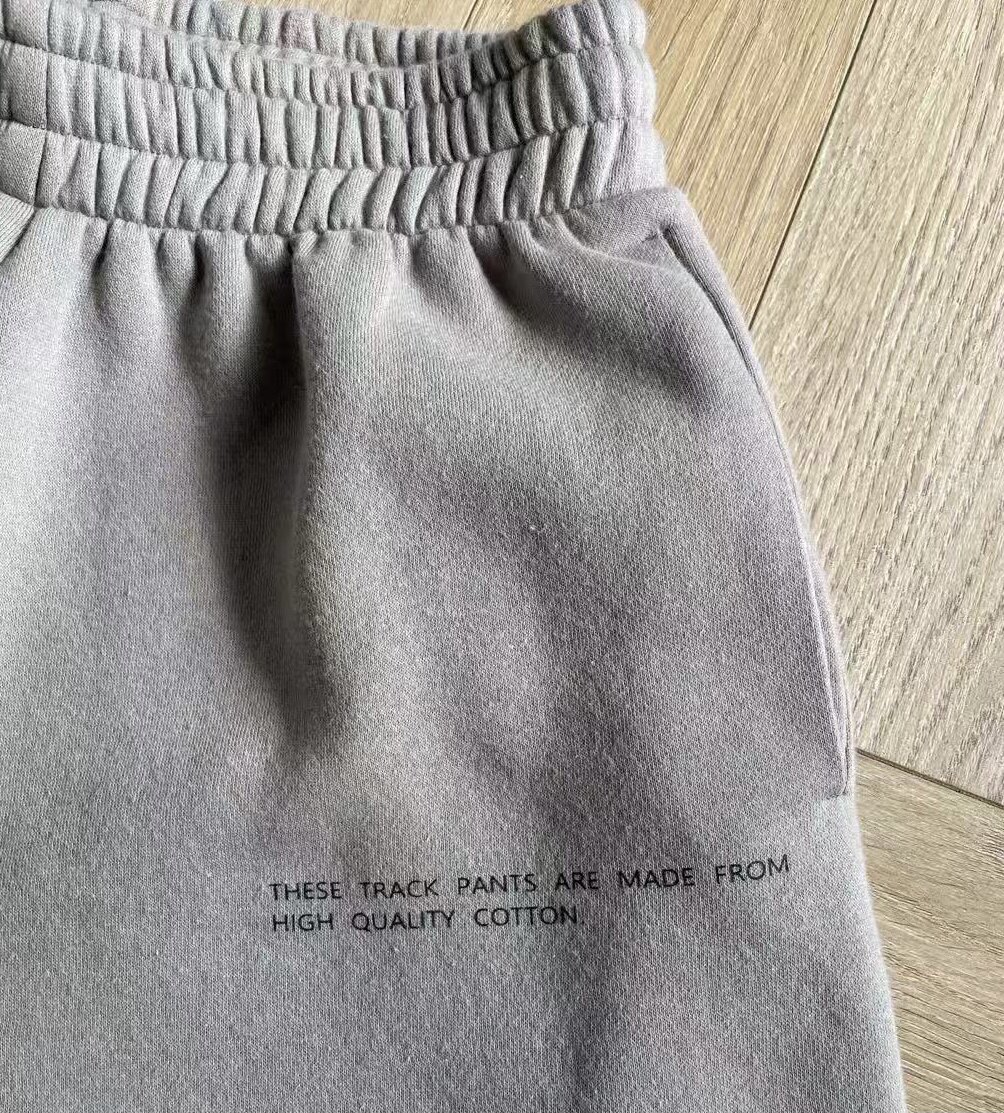 THESE TRACK PANTS ARE MADE FROM
HIGH QUALITY COTTON.